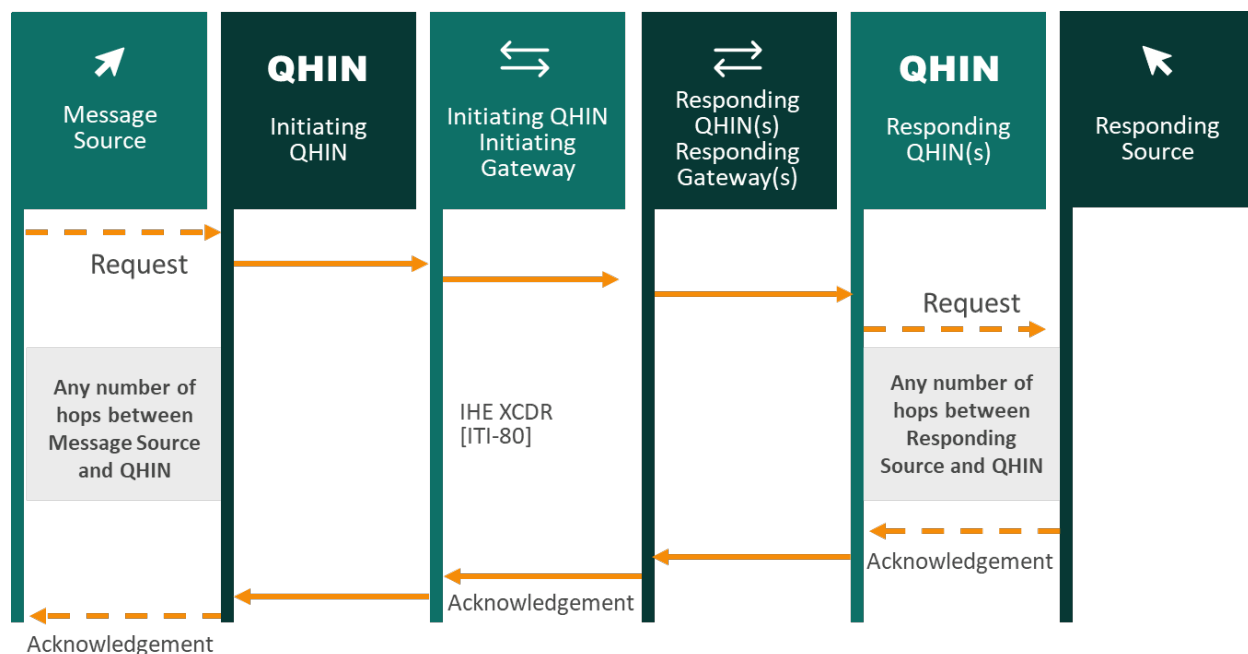 Message
Source
QHIN
Initiating
QHIN
Initiating QHIN
Initiating
Gateway
Responding
QHIN(s)
Responding
Gateway(s)
QHIN
Responding
QHIN(s)
Responding
Source
Request
Request
Any number of
hops between
Message Source
and QHIN
IHE XCDR
[ITI-80]
Any number of
hops between
Responding
Source and QHIN
Acknowledgement
Acknowledgement
Acknowledgement